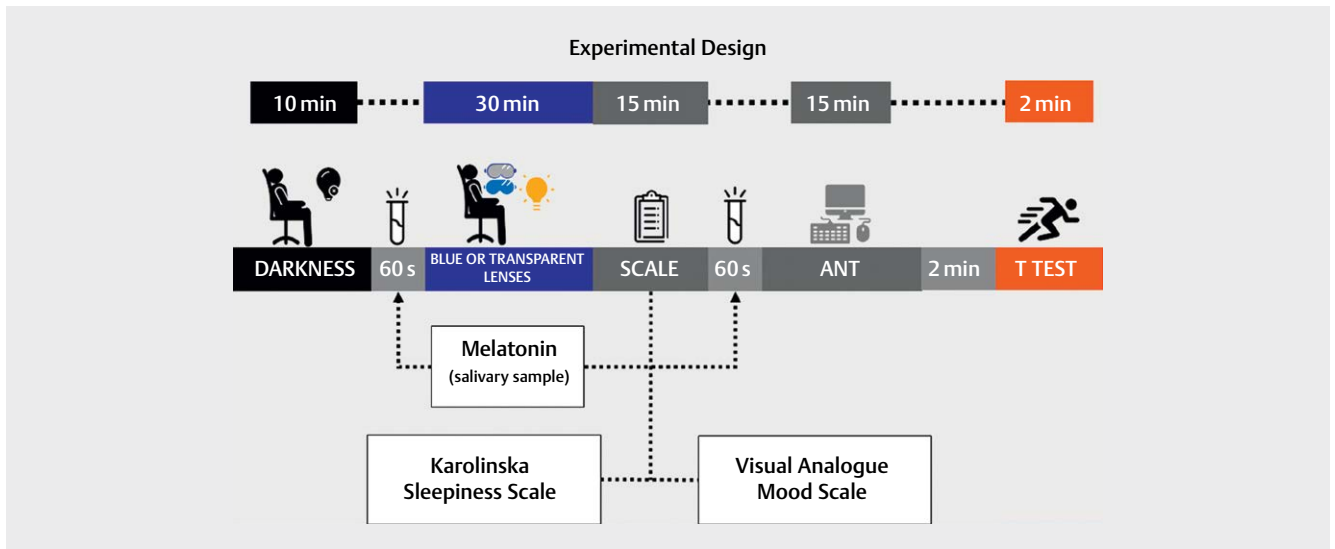 Experimental Design
10 min 30 min 15 min 15 min 2 min
DARKNESS 60 s BLUE OR TRANSPARENT LENSES SCALE 60 s ANT 2 min T TEST
Melatonin
(salivary sample)
Karolinska
Sleepiness Scale
Visual Analogue
Mood Scale